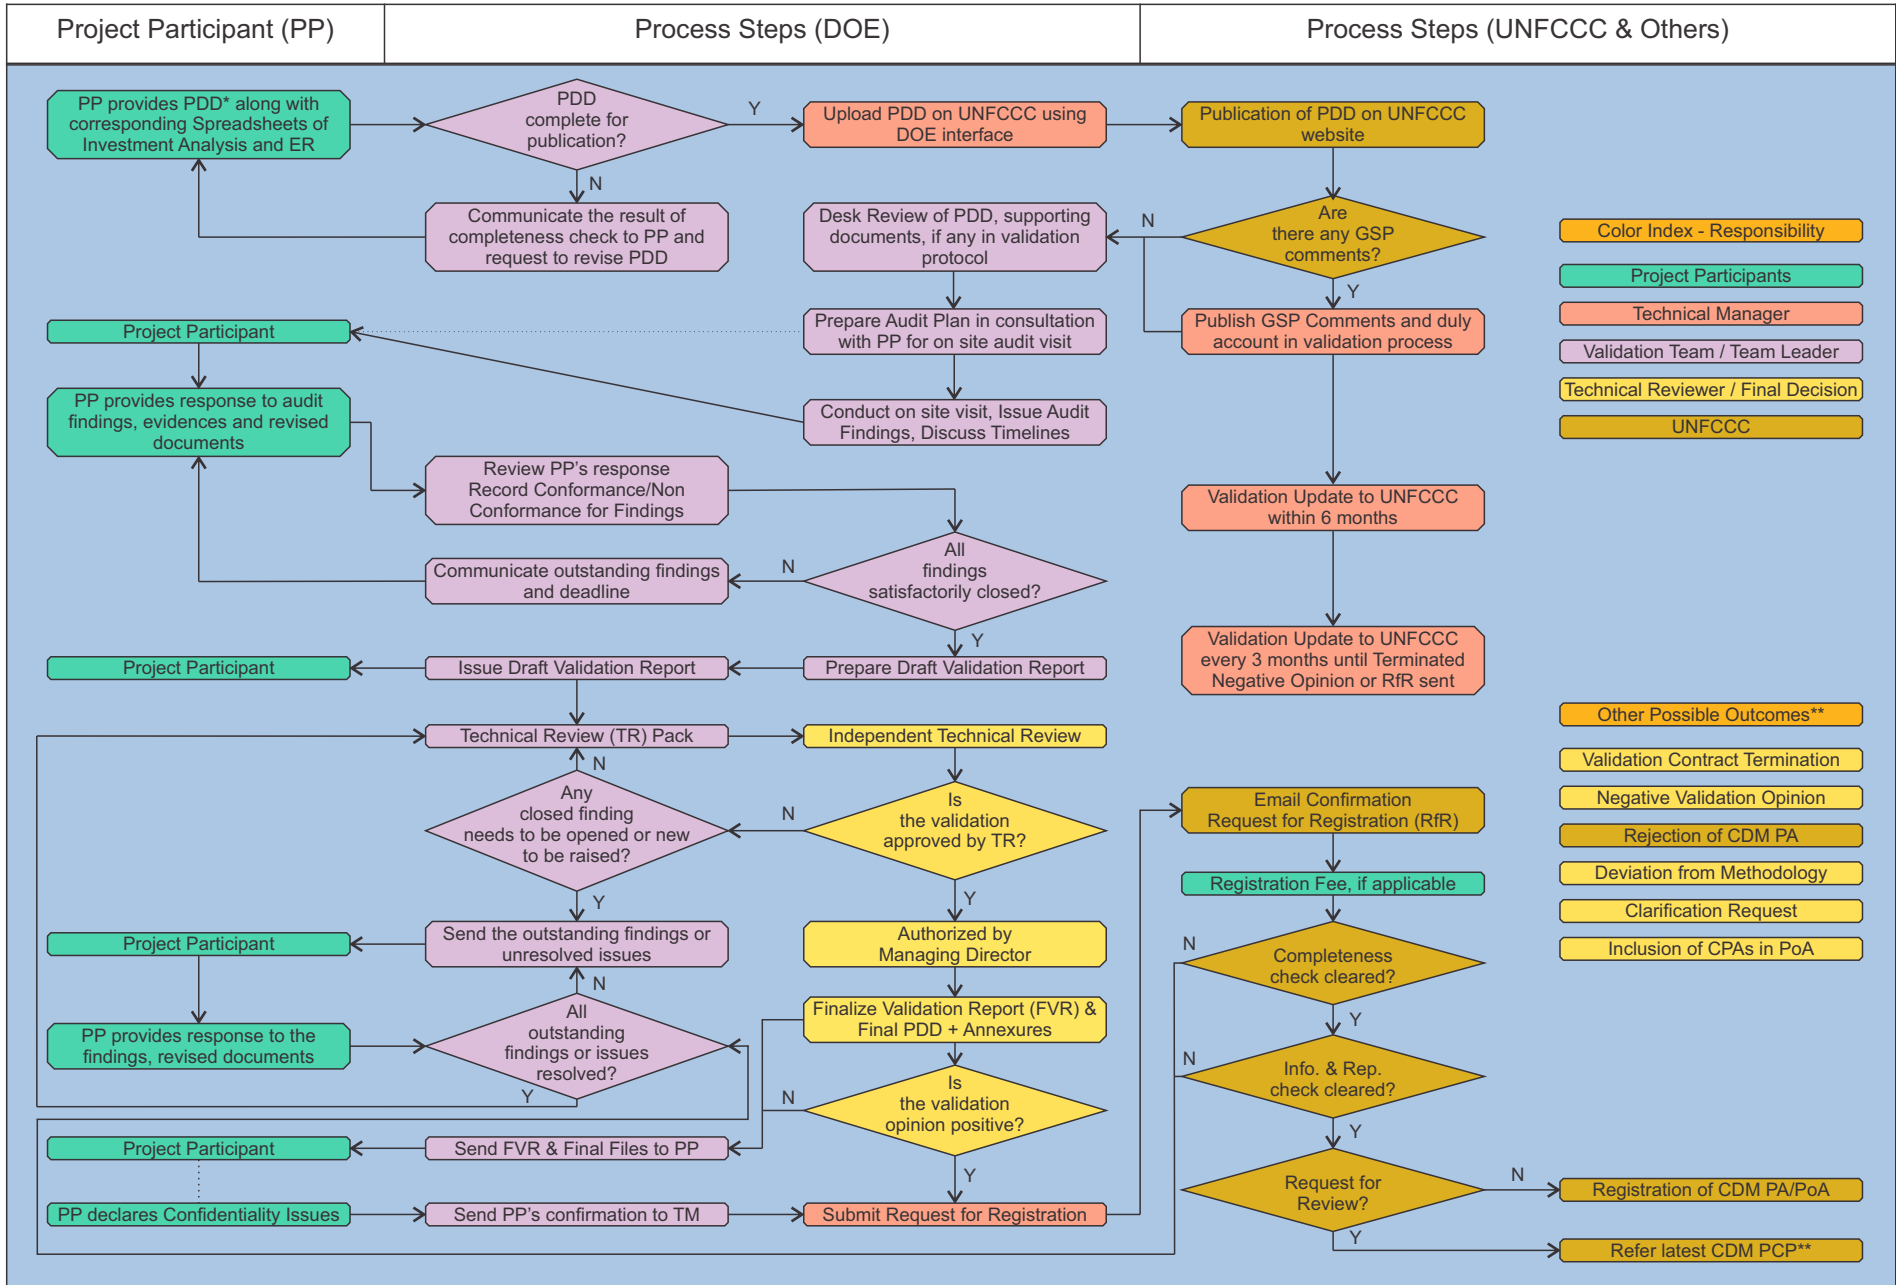 Project Participant (PP)
Process Steps (DOE)
Process Steps (UNFCCC & Others)
PP provides PDD* along with
corresponding Spreadsheets of
Investment Analysis and ER
PDD
complete for
publication?
Y
Upload PDD on UNFCCC using
DOE interface
Publication of PDD on UNFCCC
website
N
Communicate the result of
completeness check to PP and
request to revise PDD
Desk Review of PDD, supporting
documents, if any in validation
protocol
N
Are
there any GSP
comments?
Y
Color Index - Responsibility
Project Participants
Technical Manager
Validation Team / Team Leader
Technical Reviewer / Final Decision
UNFCCC
Project Participant
Prepare Audit Plan in consultation
with PP for on site audit visit
Publish GSP Comments and duly
account in validation process
PP provides response to audit
findings, evidences and revised
documents
Conduct on site visit, Issue Audit
Findings, Discuss Timelines
Review PP's response
Record Conformance/Non
Conformance for Findings
Validation Update to UNFCCC
within 6 months
Communicate outstanding findings
and deadline
N
All
findings
satisfactorily closed?
Y
Validation Update to UNFCCC
every 3 months until Terminated
Negative Opinion or RfR sent
Project Participant
Issue Draft Validation Report
Prepare Draft Validation Report
Technical Review (TR) Pack
Independent Technical Review
Other Possible Outcomes**
Validation Contract Termination
Negative Validation Opinion
Rejection of CDM PA
Deviation from Methodology
Clarification Request
Inclusion of CPAs in PoA
N
Any
closed finding
needs to be opened or new
to be raised?
Y
N
Is
the validation
approved by TR?
Y
Email Confirmation
Request for Registration (RfR)
Registration Fee, if applicable
Project Participant
Send the outstanding findings or
unresolved issues
Authorized by
Managing Director
N
Completeness
check cleared?
Y
N
All
outstanding
findings or issues
resolved?
Y
PP provides response to the
findings, revised documents
Finalize Validation Report (FVR) &
Final PDD + Annexures
N
Info. & Rep.
check cleared?
Y
N
Is
the validation
opinion positive?
Y
Project Participant
Send FVR & Final Files to PP
PP declares Confidentiality Issues
Send PP's confirmation to TM
Submit Request for Registration
Request for
Review?
N
Registration of CDM PA/PoA
Y
Refer latest CDM PCP**